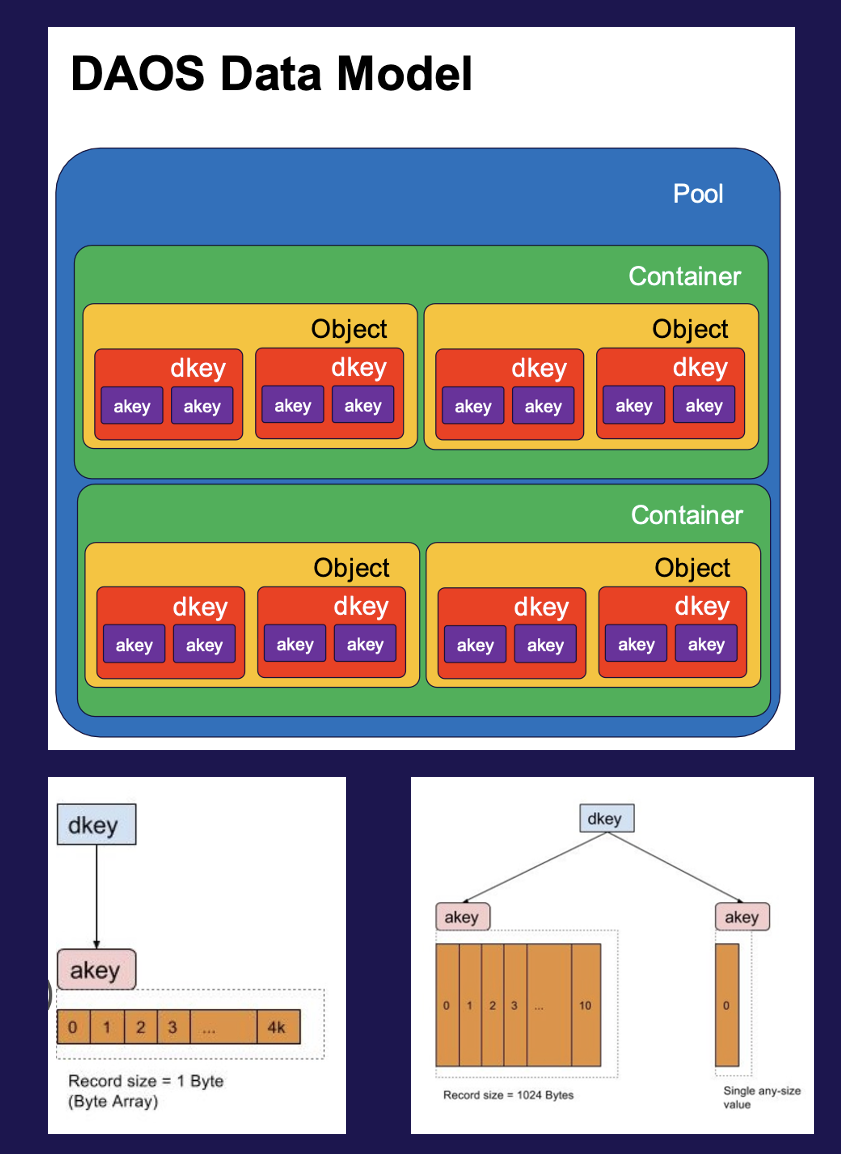 DAOS Data Model
Pool
Container
Object Object
dkey dkey dkey dkey
akey akey akey akey akey akey akey akey
Container
Object Object
dkey dkey dkey dkey
akey akey akey akey akey akey akey akey
dkey
akey
0 1 2 3 ... 4k
Record size = 1 Byte
(Byte Array)
dkey
akey akey
0 1 2 3 ... 10 0
Record size = 1024 Bytes
Single any-size
value